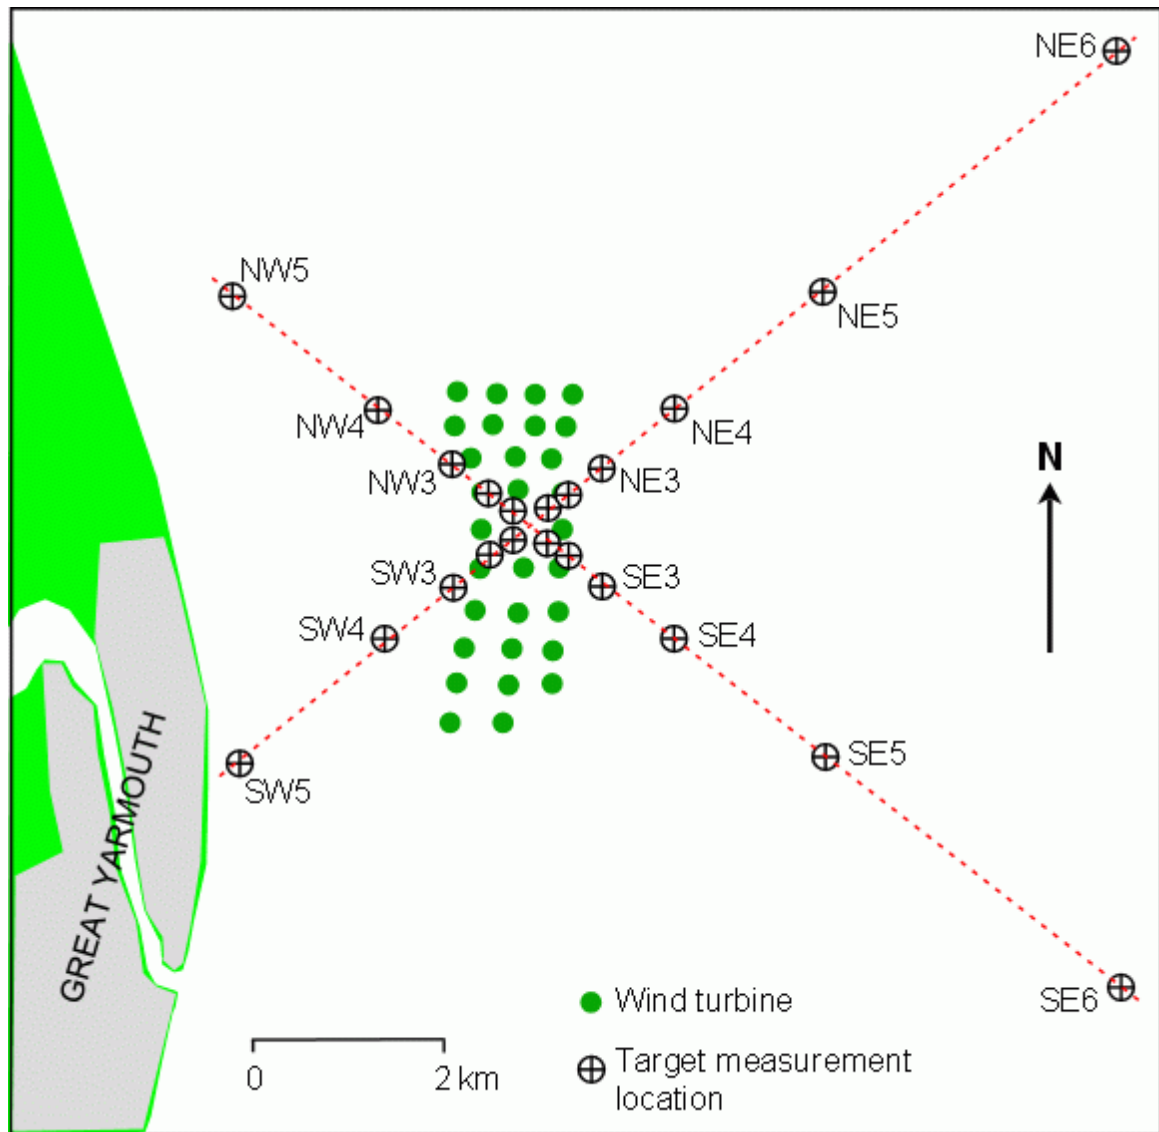 NE6
NW5
NE5
NW4
NE4
N
NW3
NE3
SW3
SE3
SW4
SE4
GREAT YARMOUTH
SE5
SW5
Wind turbine
SE6
0
2 km
Target measurement
location